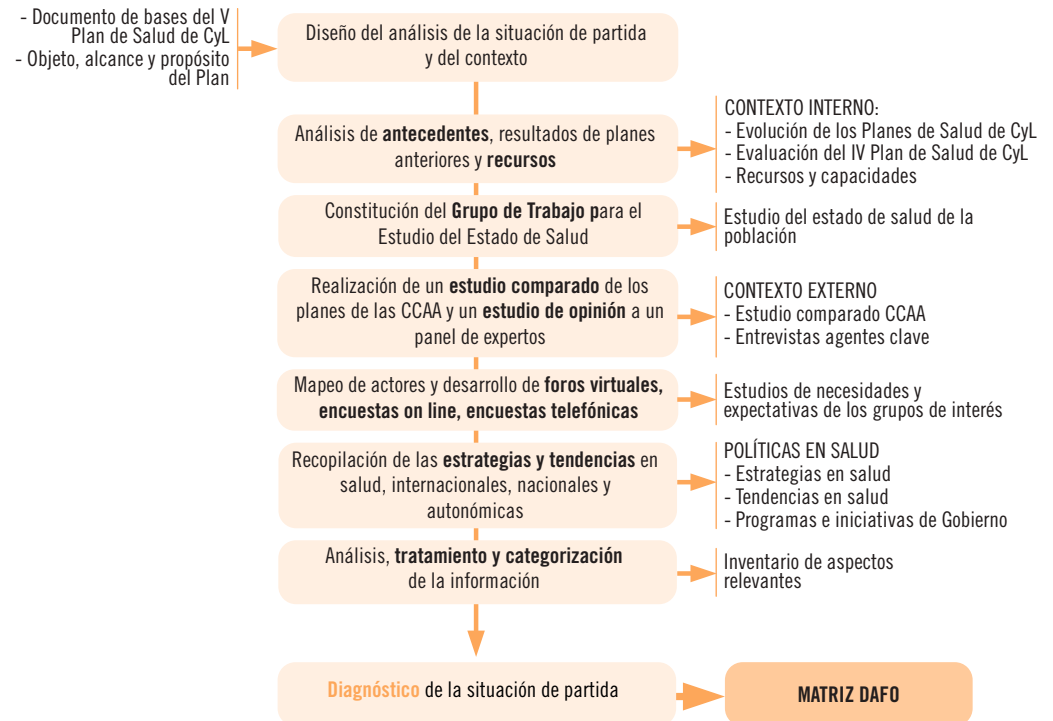 - Documento de bases del V
Plan de Salud de CyL
- Objeto, alcance y propósito
del Plan
Diseño del análisis de la situación de partida
y del contexto
Análisis de antecedentes, resultados de planes
anteriores y recursos
CONTEXTO INTERNO:
- Evolución de los Planes de Salud de CyL
- Evaluación del IV Plan de Salud de CyL
- Recursos y capacidades
Constitución del Grupo de Trabajo para el
Estudio del Estado de Salud
Estudio del estado de salud de la
población
Realización de un estudio comparado de los
planes de las CCAA y un estudio de opinión a un
panel de expertos
CONTEXTO EXTERNO
- Estudio comparado CCAA
- Entrevistas agentes clave
Mapeo de actores y desarrollo de foros virtuales,
encuestas on line, encuestas telefónicas
Estudios de necesidades y
expectativas de los grupos de interés
Recopilación de las estrategias y tendencias en
salud, internacionales, nacionales y
autonómicas
POLÍTICAS EN SALUD
- Estrategias en salud
- Tendencias en salud
- Programas e iniciativas de Gobierno
Análisis, tratamiento y categorización
de la información
Inventario de aspectos
relevantes
Diagnóstico de la situación de partida
MATRIZ DAFO